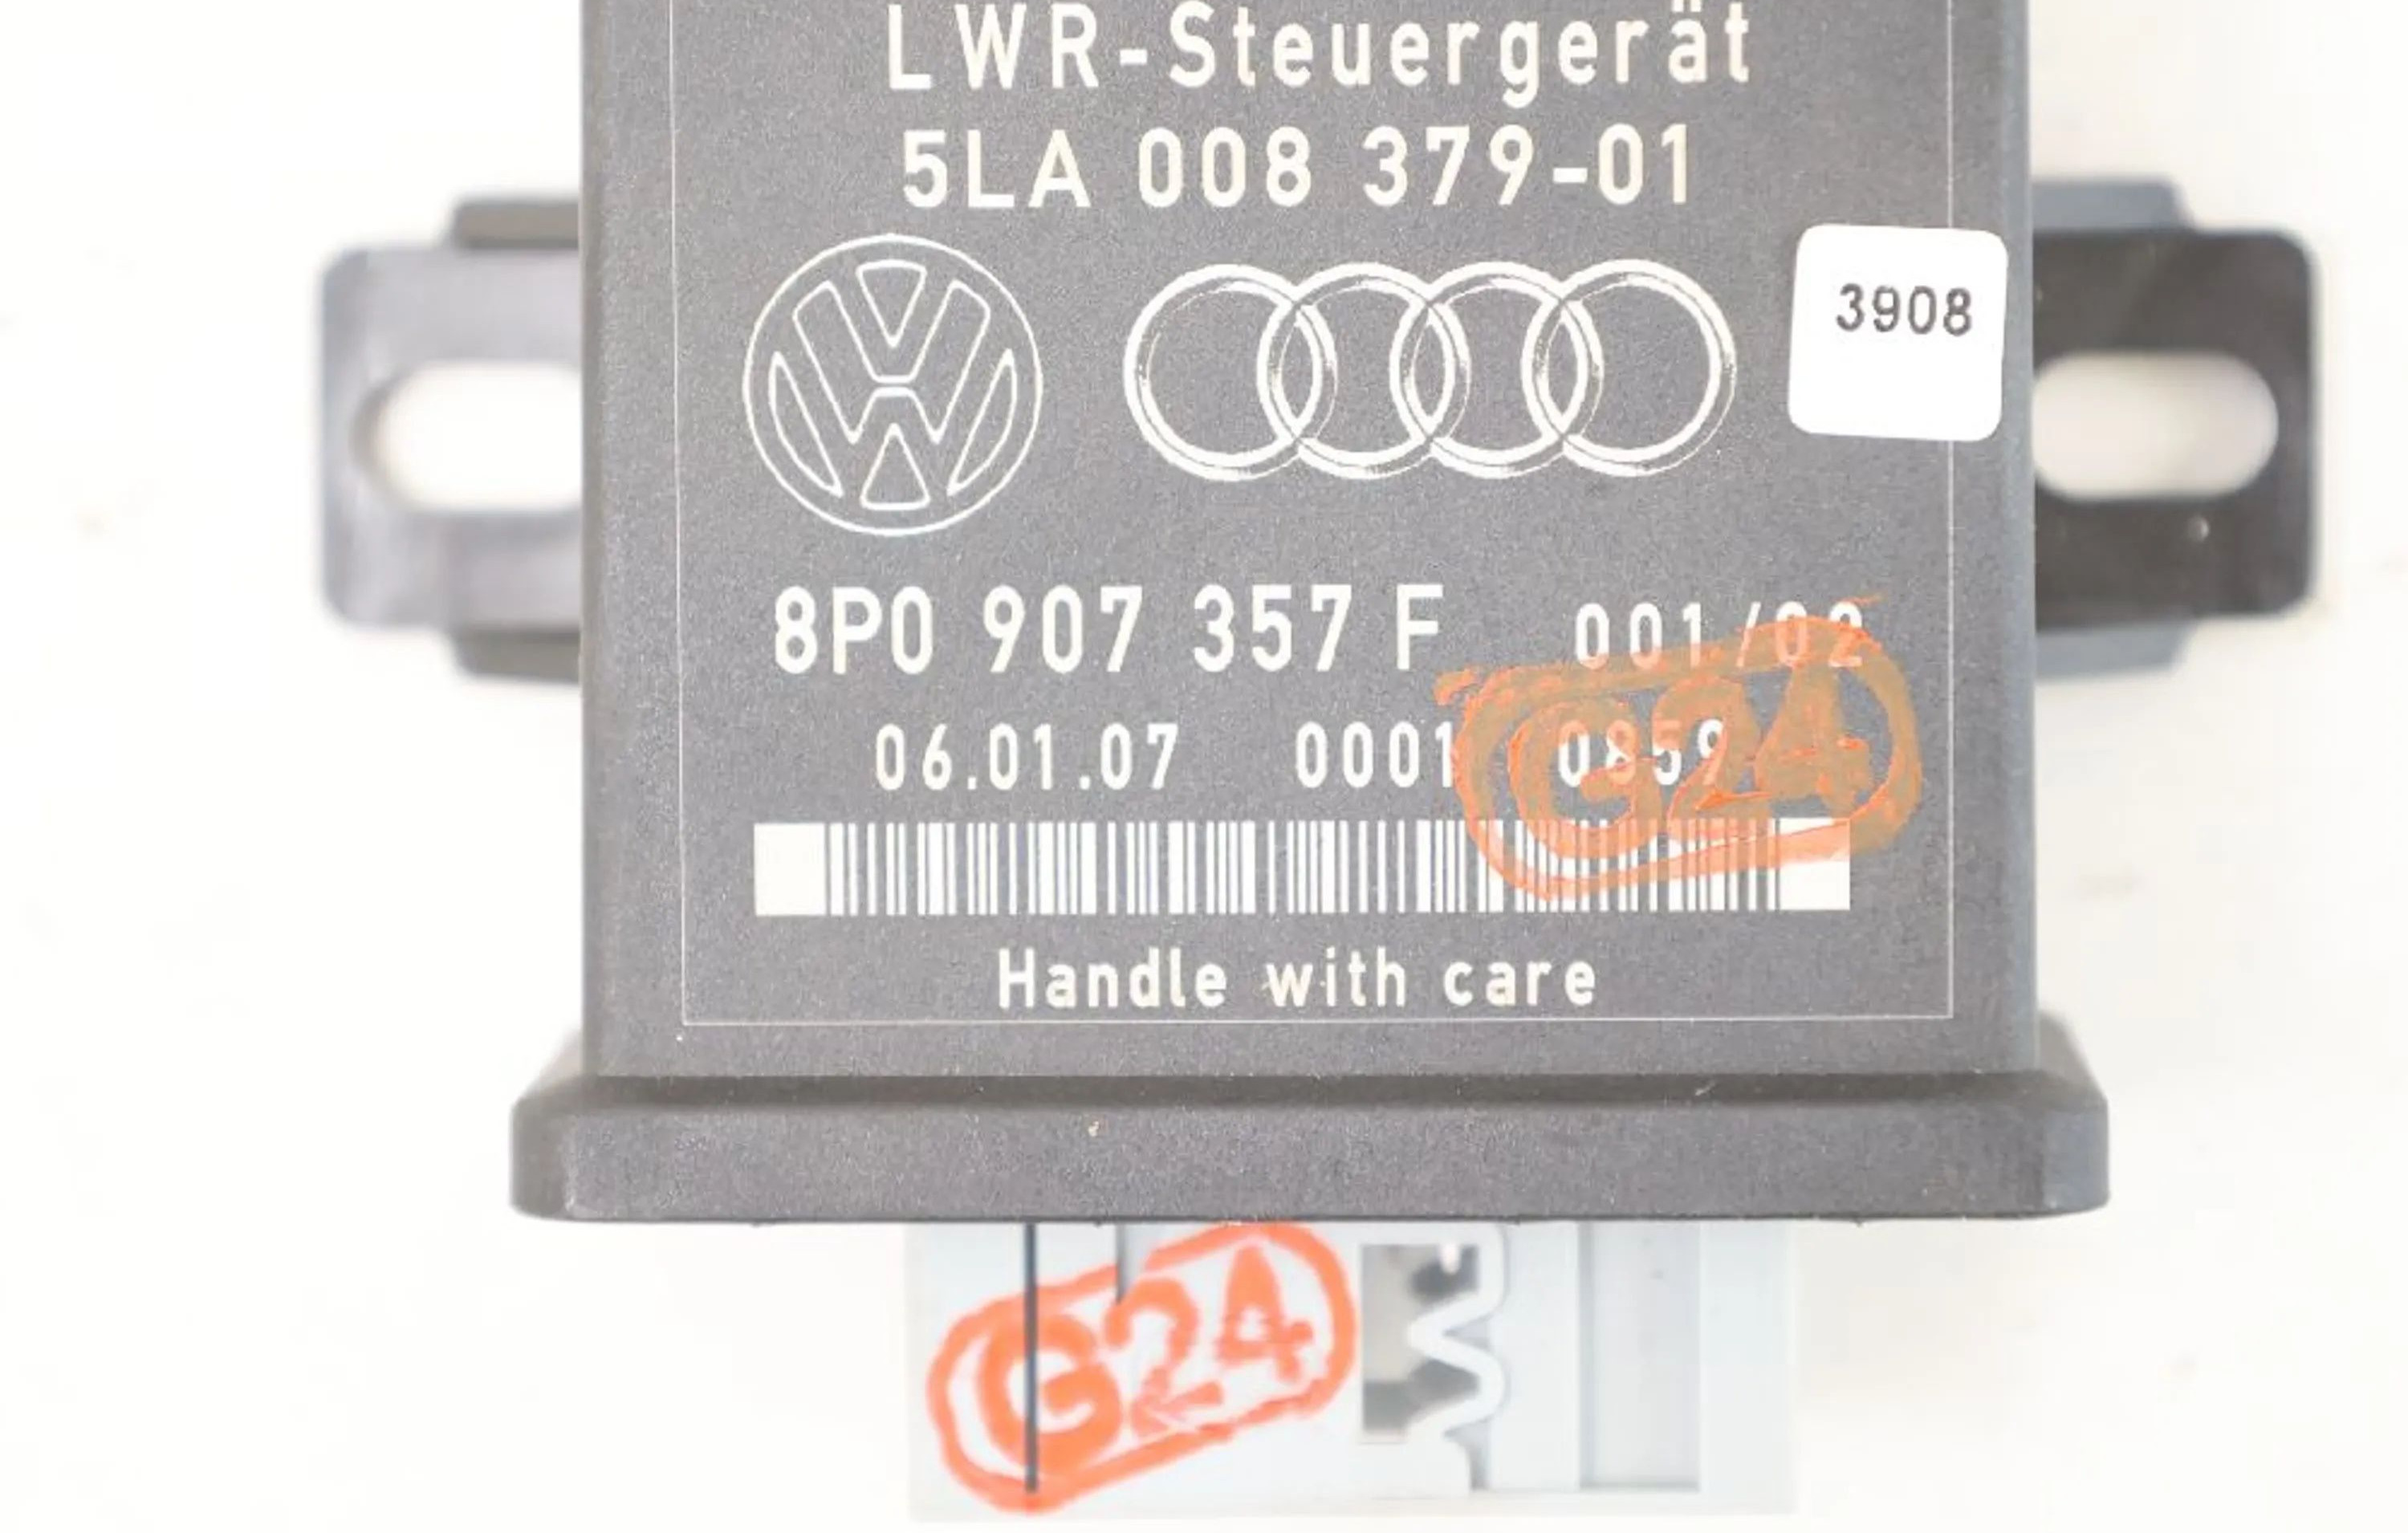 LWR-Steuergerät
5LA 008 379-01
3908
8P0 907 357 F 001/02
06.01.07 0001 0859
G24
Handle with care
G24